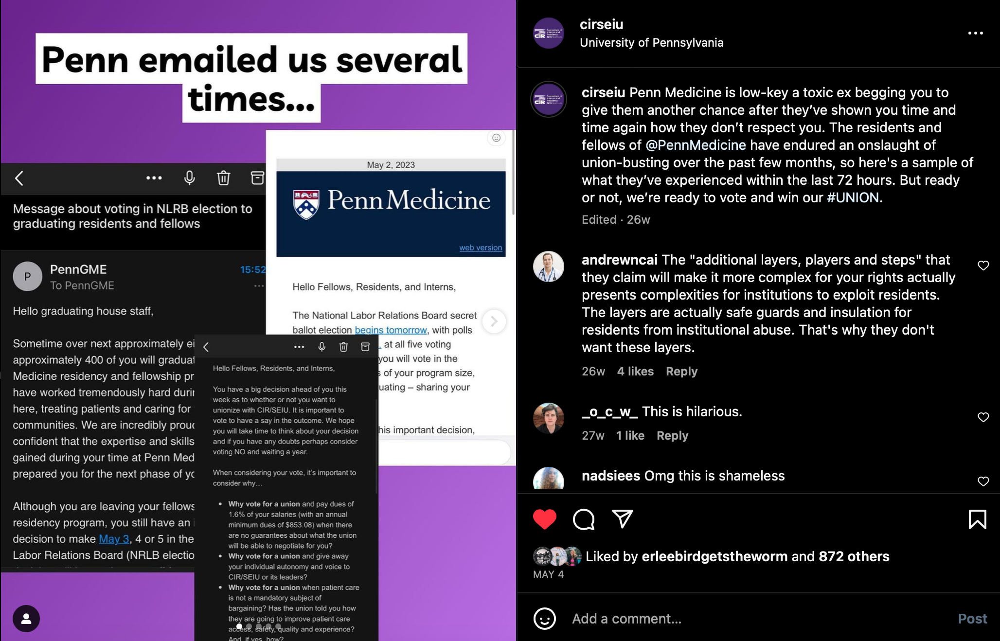 Penn emailed us several
times...
Message about voting in NLRB election to
graduating residents and fellows
P
PennGME
15:52
To PennGME
Hello graduating house staff,
Sometime over next approximately ei
approximately 400 of you will graduat
Medicine residency and fellowship pr
have worked tremendously hard durin
here, treating patients and caring for
communities. We are incredibly proud
confident that the expertise and skills
gained during your time at Penn Med
prepared you for the next phase of yo
Although you are leaving your fellows
residency program, you still have an i
decision to make May 3, 4 or 5 in the
Labor Relations Board (NRLB electio
May 2, 2023
Penn Medicine
web version
Hello Fellows, Residents, and Interns,
The National Labor Relations Board secret
ballot election begins tomorrow, with polls
. at all five voting
you will vote in the
s of your program size,
uating – sharing your
his important decision,
Hello Fellows, Residents, and Interns,
You have a big decision ahead of you this
week as to whether or not you want to
unionize with CIR/SEIU. It is important to
vote to have a say in the outcome. We hope
you will take time to think about your decision
and if you have any doubts perhaps consider
voting NO and waiting a year.
When considering your vote, it's important to
consider why...
• Why vote for a union and pay dues of
1.6% of your salaries (with an annual
minimum dues of $853.08) when there
are no guarantees about what the union
will be able to negotiate for you?
• Why vote for a union and give away
your individual autonomy and voice to
CIR/SEIU or its leaders?
• Why vote for a union when patient care
is not a mandatory subject of
bargaining? Has the union told you how
they are going to improve patient care
access, safety, quality and experience?
And, if yes, how?
CIR Committee of
Interns and
Residents
SEIU Healthcare
cirseiu
University of Pennsylvania
CIR Committee of
Interns and
Residents
SEIU Healthcare
cirseiu Penn Medicine is low-key a toxic ex begging you to
give them another chance after they’ve shown you time and
time again how they don’t respect you. The residents and
fellows of @PennMedicine have endured an onslaught of
union-busting over the past few months, so here's a sample of
what they’ve experienced within the last 72 hours. But ready
or not, we’re ready to vote and win our #UNION.
Edited · 26w
andrewncai The "additional layers, players and steps" that
they claim will make it more complex for your rights actually
presents complexities for institutions to exploit residents.
The layers are actually safe guards and insulation for
residents from institutional abuse. That's why they don't
want these layers.
26w 4 likes Reply
_o_c_w_ This is hilarious.
27w 1 like Reply
nadsiees Omg this is shameless
Liked by erleebirdgetstheworm and 872 others
MAY 4
Add a comment...
Post